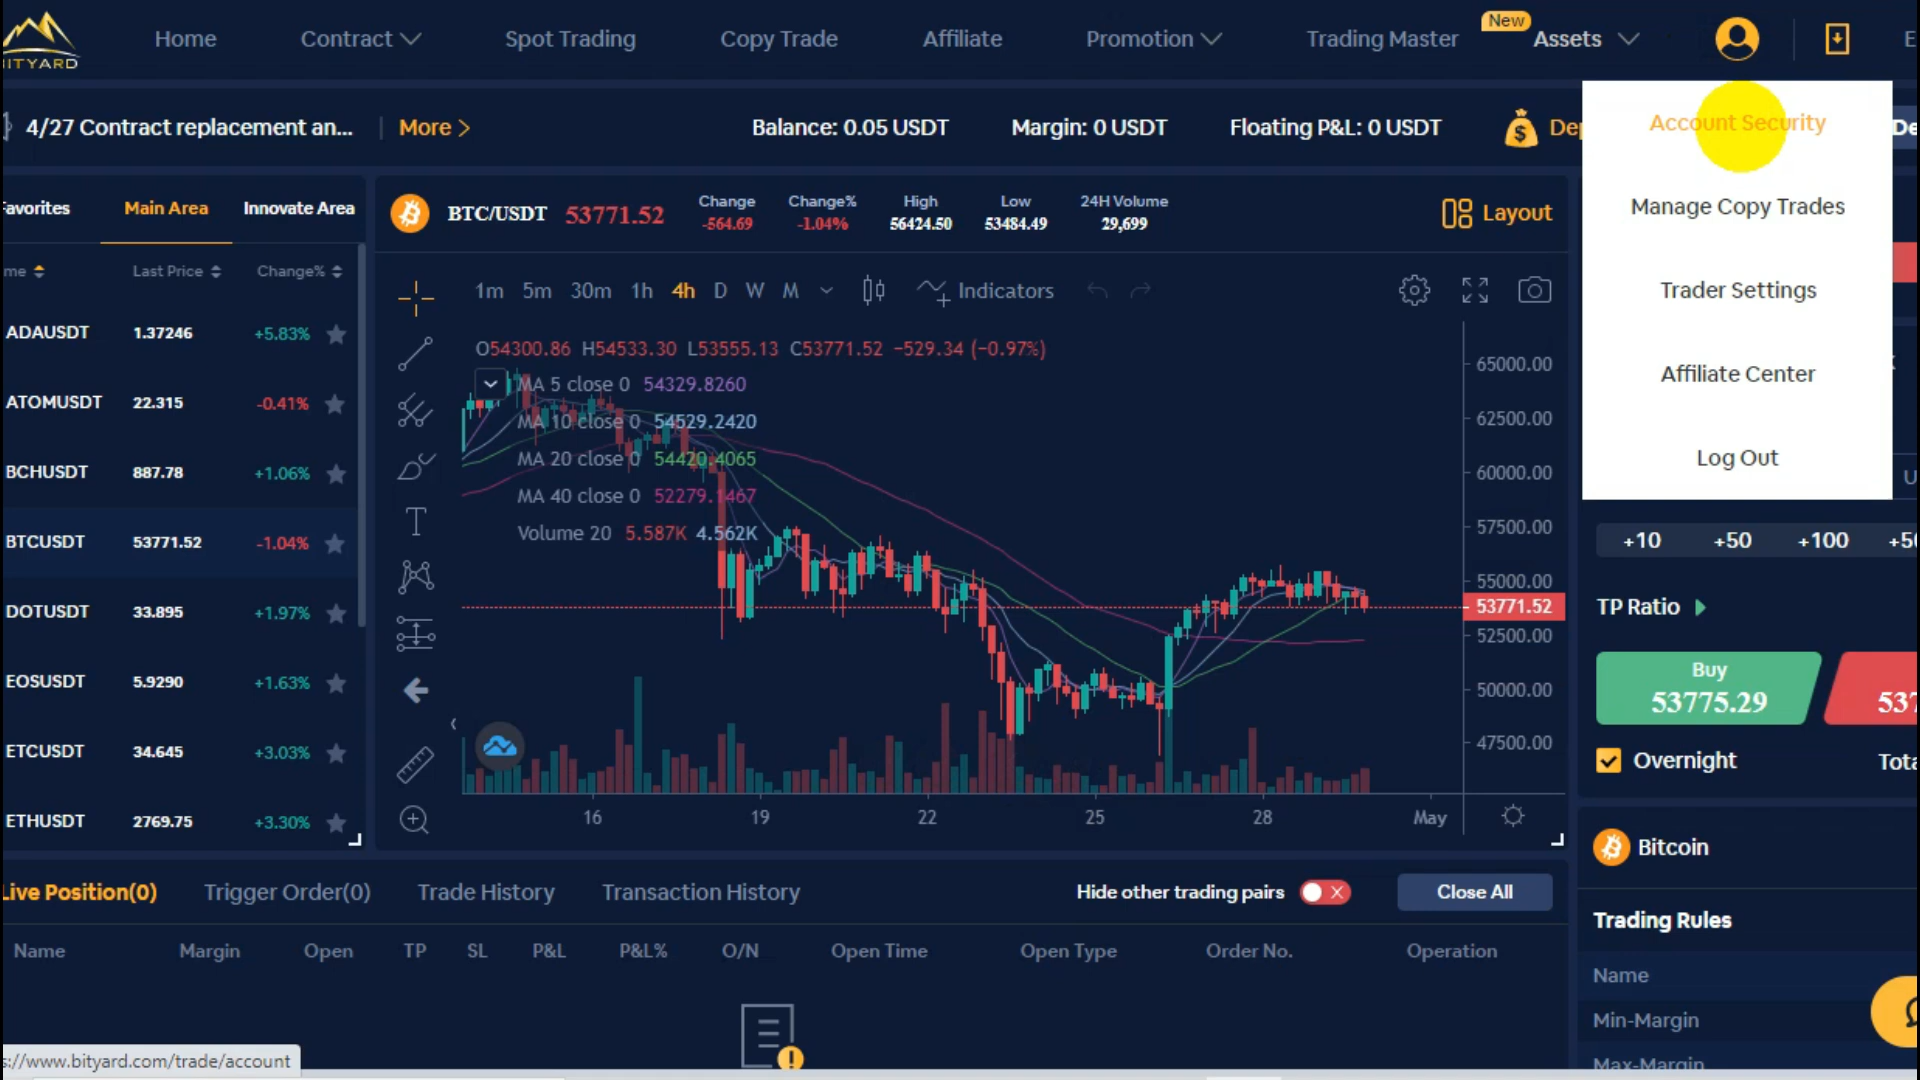 BITYARD
Home Contract Spot Trading Copy Trade Affiliate Promotion Trading Master New Assets
4/27 Contract replacement an... More > Balance: 0.05 USDT Margin: 0 USDT Floating P&L: 0 USDT
Account Security
Manage Copy Trades
Trader Settings
Affiliate Center
Log Out
Favorites Main Area Innovate Area
Last Price Change%
ADAUSDT 1.37246 +5.83%
ATOMUSDT 22.315 -0.41%
BCHUSDT 887.78 +1.06%
BTCUSDT 53771.52 -1.04%
DOTUSDT 33.895 +1.97%
EOSUSDT 5.9290 +1.63%
ETCUSDT 34.645 +3.03%
ETHUSDT 2769.75 +3.30%
BTC/USDT 53771.52
Change Change% High Low 24H Volume
-564.69 -1.04% 56424.50 53484.49 29,699
Layout
1m 5m 30m 1h 4h D W M Indicators
O54300.86 H54533.30 L53555.13 C53771.52 −529.34 (−0.97%)
MA 5 close 0 54329.8260
MA 10 close 0 54529.2420
MA 20 close 0 54420.4065
MA 40 close 0 52279.1467
Volume 20 5.587K 4.562K
65000.00
62500.00
60000.00
57500.00
55000.00
53771.52
52500.00
50000.00
47500.00
16 19 22 25 28 May
+10 +50 +100
TP Ratio
Buy
53775.29
Overnight
Bitcoin
Trading Rules
Name
Min-Margin
Max-Margin
Live Position(0) Trigger Order(0) Trade History Transaction History Hide other trading pairs Close All
Name Margin Open TP SL P&L P&L% O/N Open Time Open Type Order No. Operation
s://www.bityard.com/trade/account